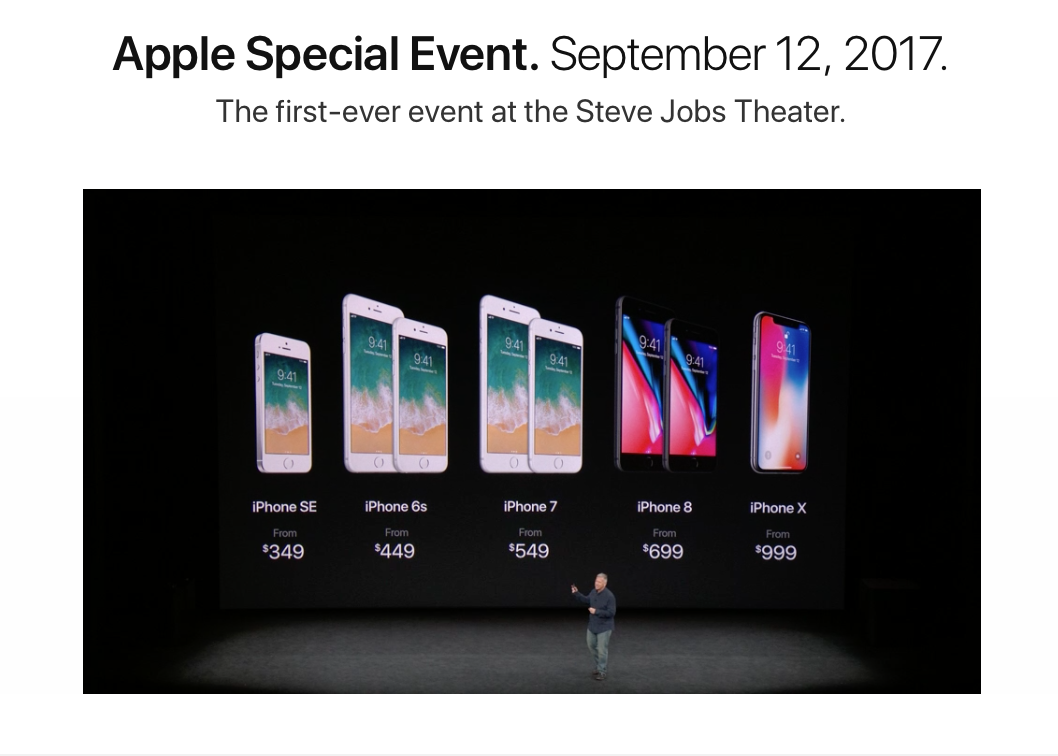 Apple Special Event. September 12, 2017.
The first-ever event at the Steve Jobs Theater.
9:41
9:41
9:41
9:41
9:41
9:41
9:41
9:41
iPhone SE
iPhone 6s
iPhone 7
iPhone 8
iPhone X
From
From
From
From
From
$349
$449
$549
$699
$999